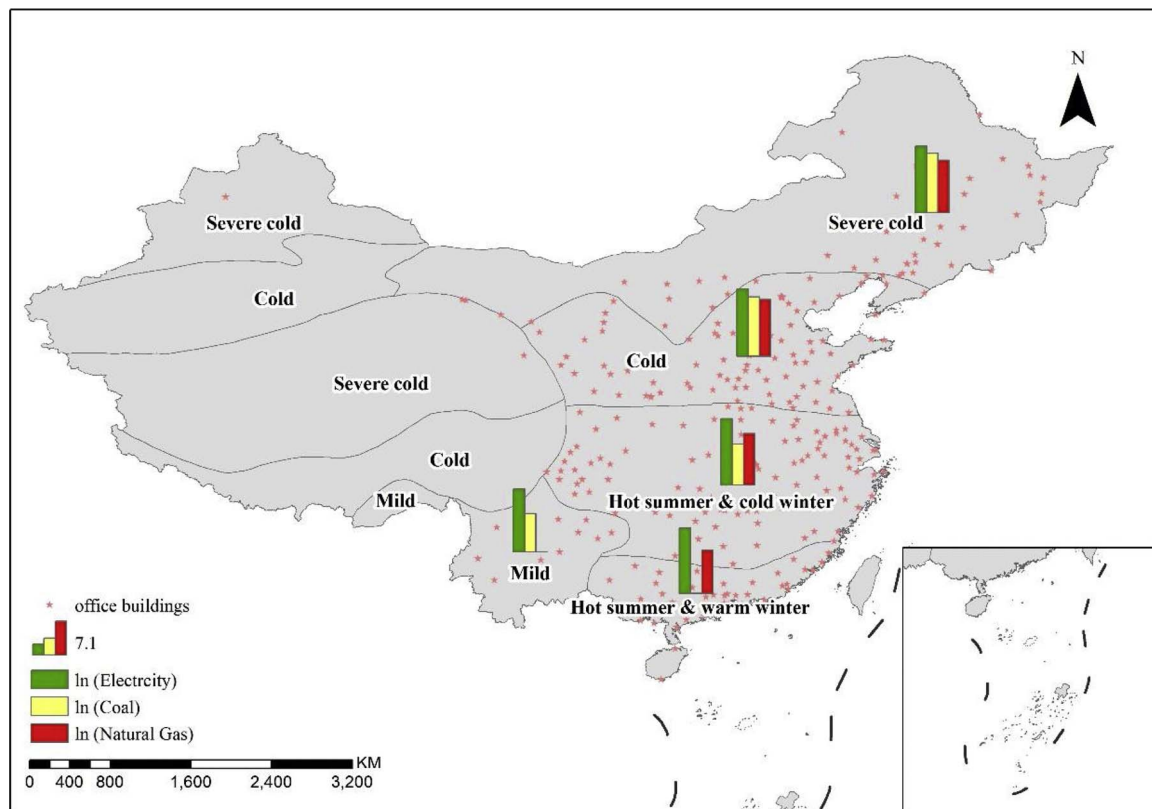 N
Severe cold
Severe cold
Cold
Cold
Severe cold
Cold
Mild
Hot summer & cold winter
Mild
Hot summer & warm winter
office buildings
7.1
ln (Electrcity)
ln (Coal)
ln (Natural Gas)
KM
0 400 800 1,600 2,400 3,200